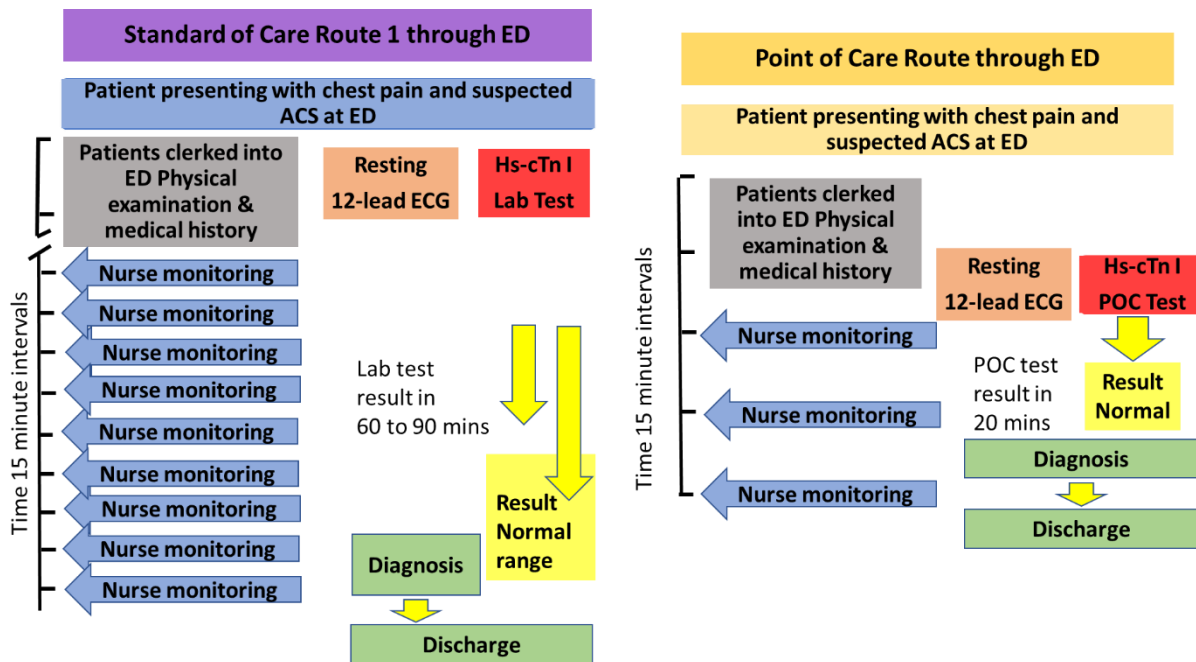 Standard of Care Route 1 through ED
Patient presenting with chest pain and suspected
ACS at ED
Patients clerked into
ED Physical
examination &
medical history
Resting
12-lead ECG
Hs-cTn I
Lab Test
Time 15 minute intervals
Nurse monitoring
Nurse monitoring
Nurse monitoring
Nurse monitoring
Nurse monitoring
Nurse monitoring
Nurse monitoring
Nurse monitoring
Nurse monitoring
Lab test
result in
60 to 90 mins
Result
Normal
range
Diagnosis
Discharge
Point of Care Route through ED
Patient presenting with chest pain and
suspected ACS at ED
Patients clerked
into ED Physical
examination &
medical history
Resting
12-lead ECG
Hs-cTn I
POC Test
Time 15 minute intervals
Nurse monitoring
Nurse monitoring
Nurse monitoring
POC test
result in
20 mins
Result
Normal
Diagnosis
Discharge